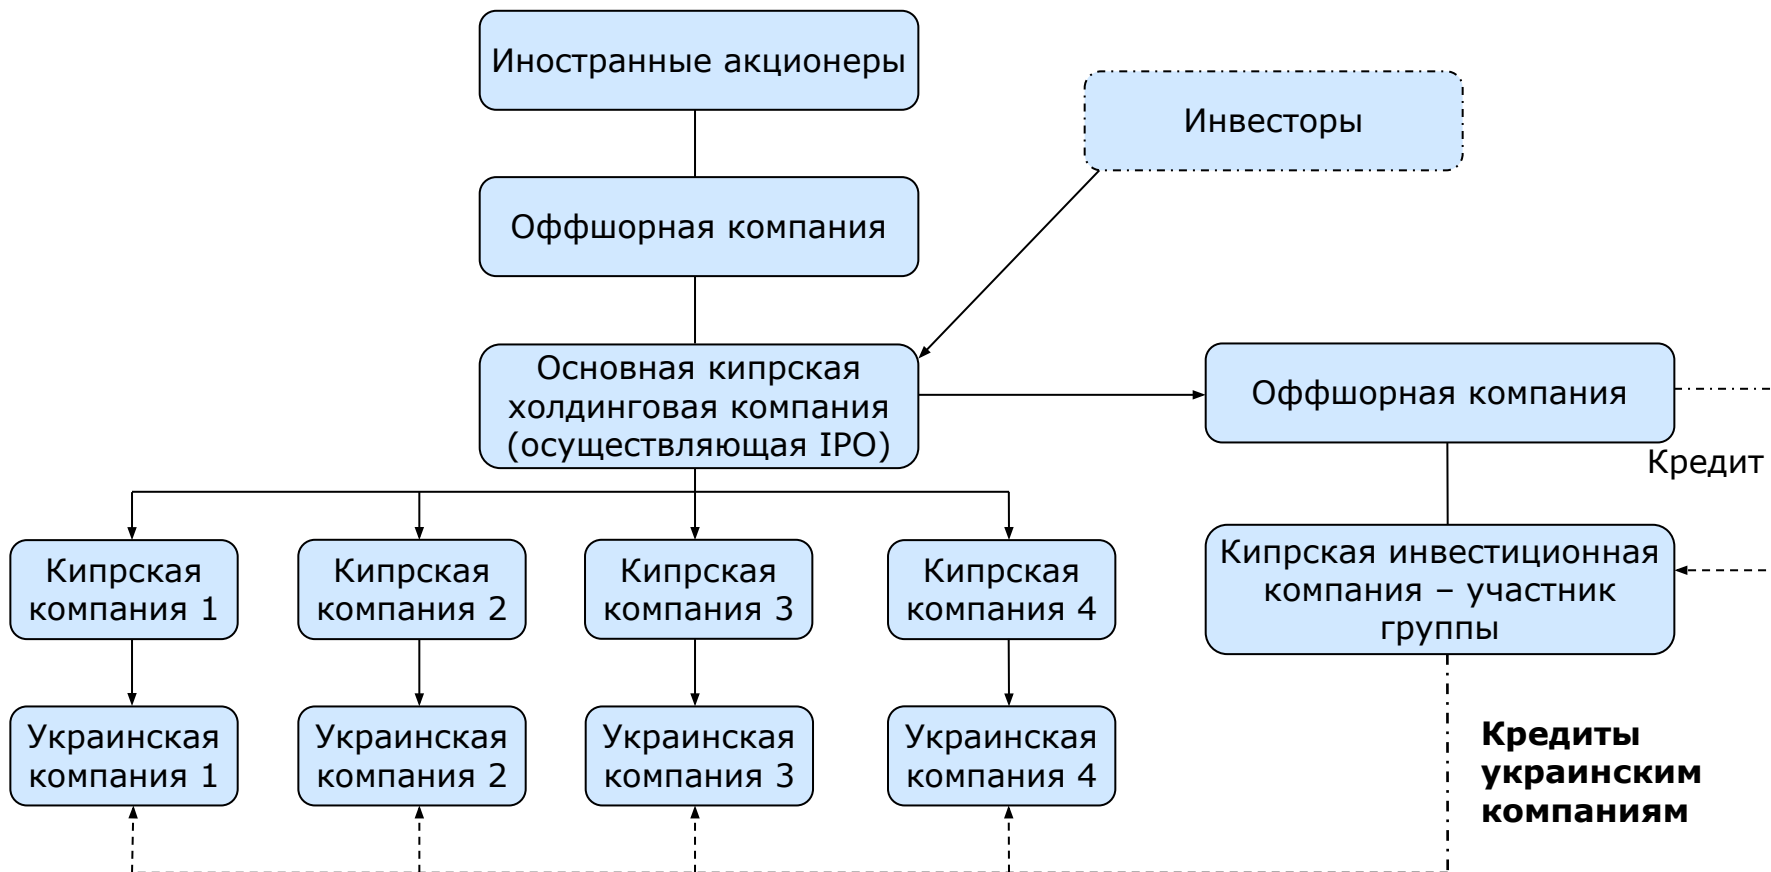 Иностранные акционеры
Инвесторы
Оффшорная компания
Основная кипрская
холдинговая компания
(осуществляющая IPO)
Оффшорная компания
Кредит
Кипрская
компания 1
Кипрская
компания 2
Кипрская
компания 3
Кипрская
компания 4
Кипрская инвестиционная
компания – участник
группы
Украинская
компания 1
Украинская
компания 2
Украинская
компания 3
Украинская
компания 4
Кредиты
украинским
компаниям